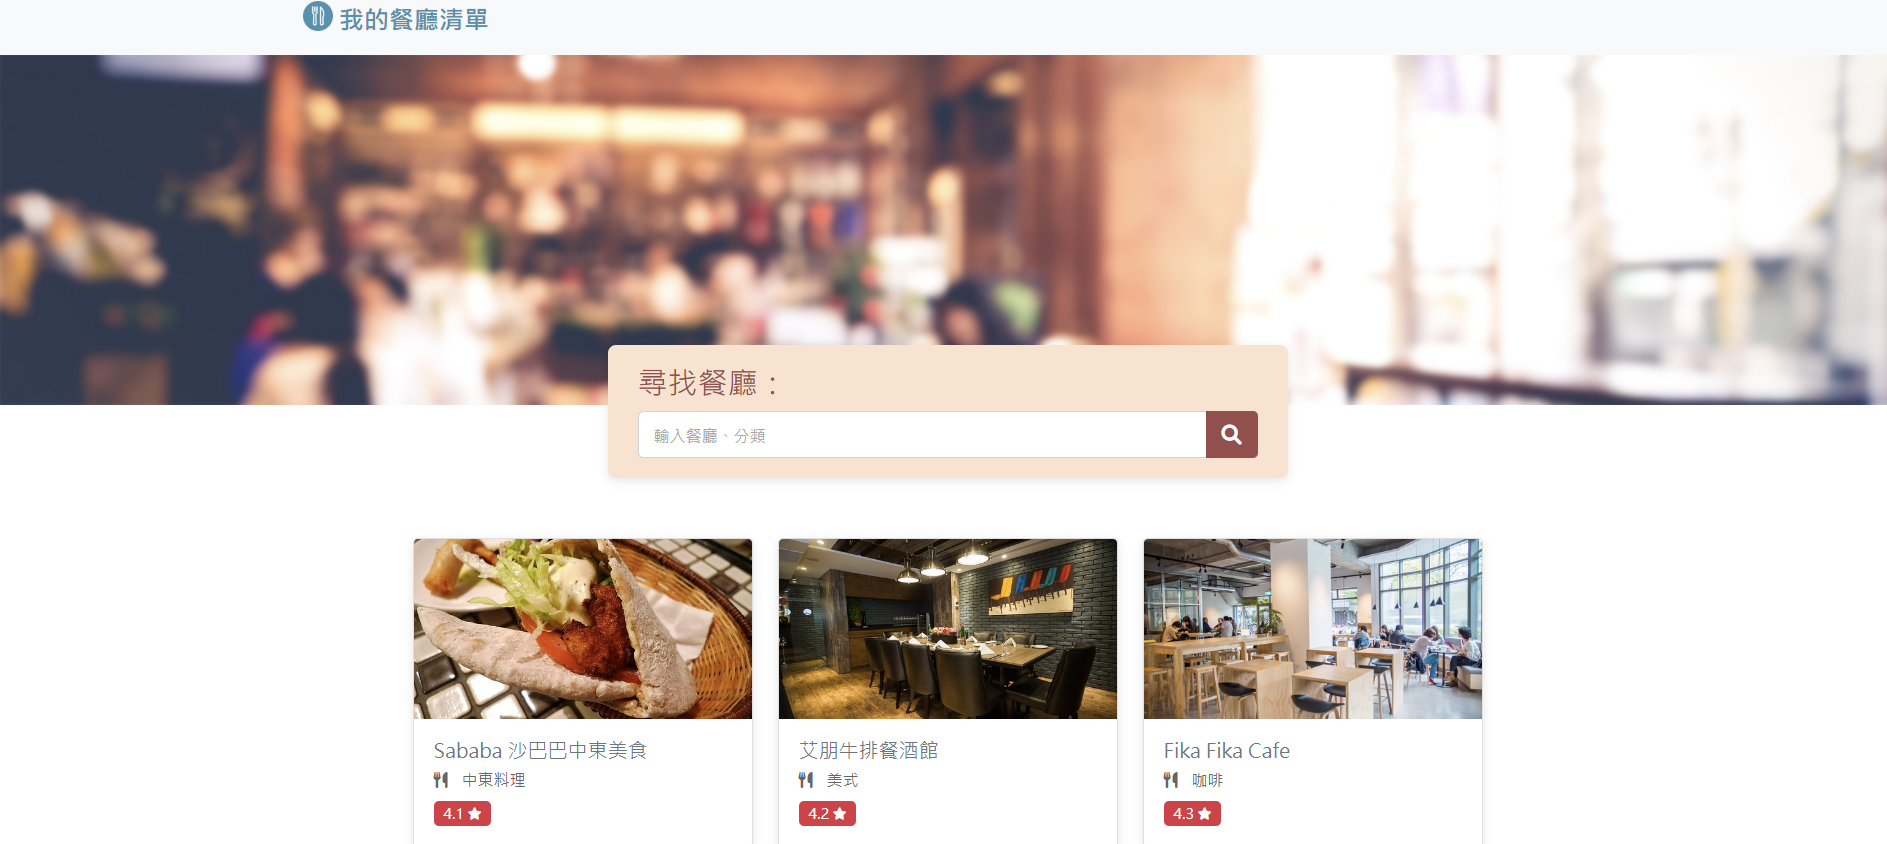 我的餐廳清單
尋找餐廳：
輸入餐廳、分類
Sababa 沙巴巴中東美食
中東料理
4.1
艾朋牛排餐酒館
美式
4.2
Fika Fika Cafe
咖啡
4.3